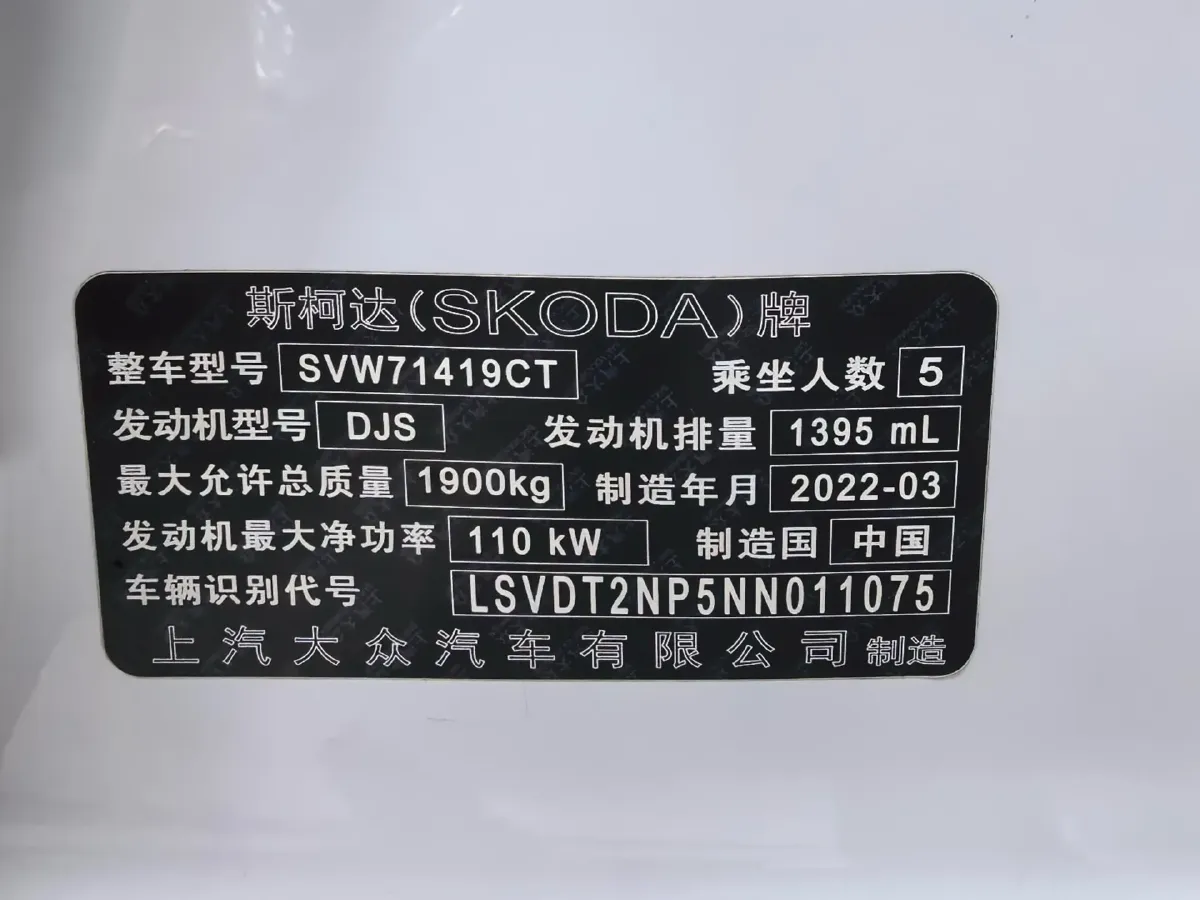 斯柯达(SKODA)牌
整车型号 SVW71419CT 乘坐人数 5
发动机型号 DJS 发动机排量 1395 mL
最大允许总质量 1900kg 制造年月 2022-03
发动机最大净功率 110 kW 制造国 中国
车辆识别代号 LSVDT2NP5NN011075
上汽大众汽车有限公司 制造